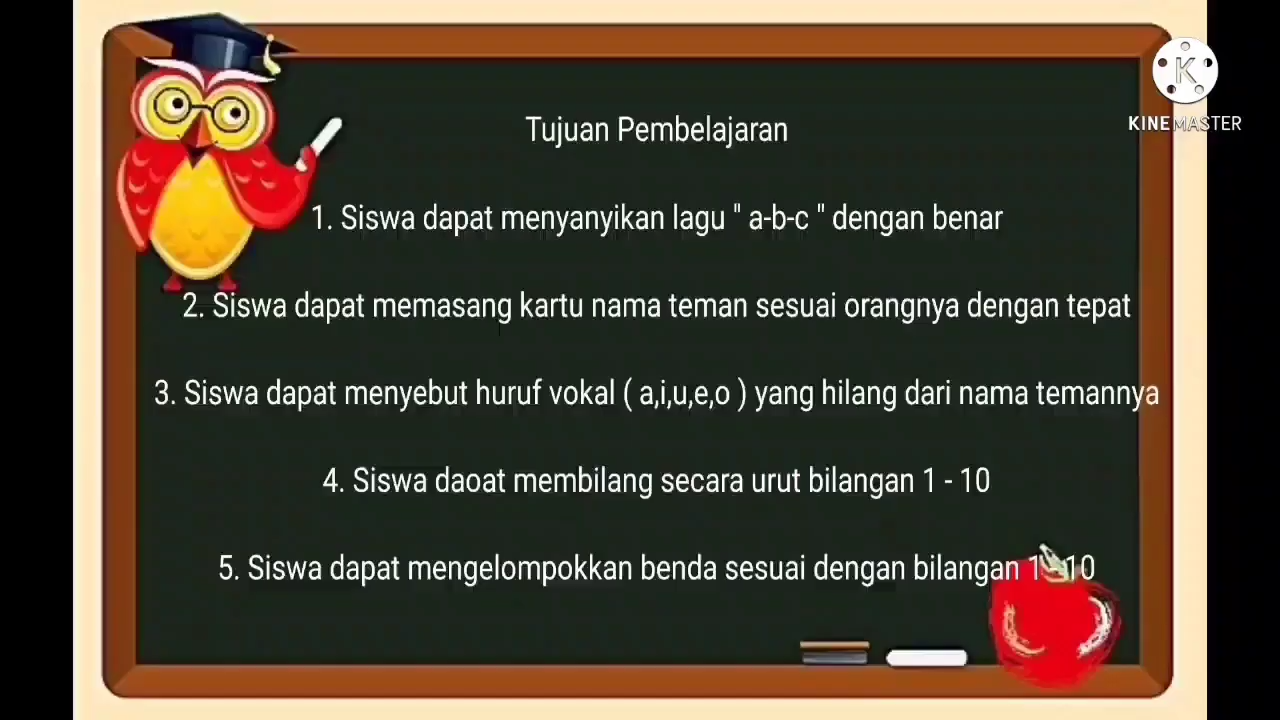 Tujuan Pembelajaran
1. Siswa dapat menyanyikan lagu " a-b-c " dengan benar
2. Siswa dapat memasang kartu nama teman sesuai orangnya dengan tepat
3. Siswa dapat menyebut huruf vokal ( a,i,u,e,o ) yang hilang dari nama temannya
4. Siswa daoat membilang secara urut bilangan 1 - 10
5. Siswa dapat mengelompokkan benda sesuai dengan bilangan 1 - 10
K
KINEMASTER